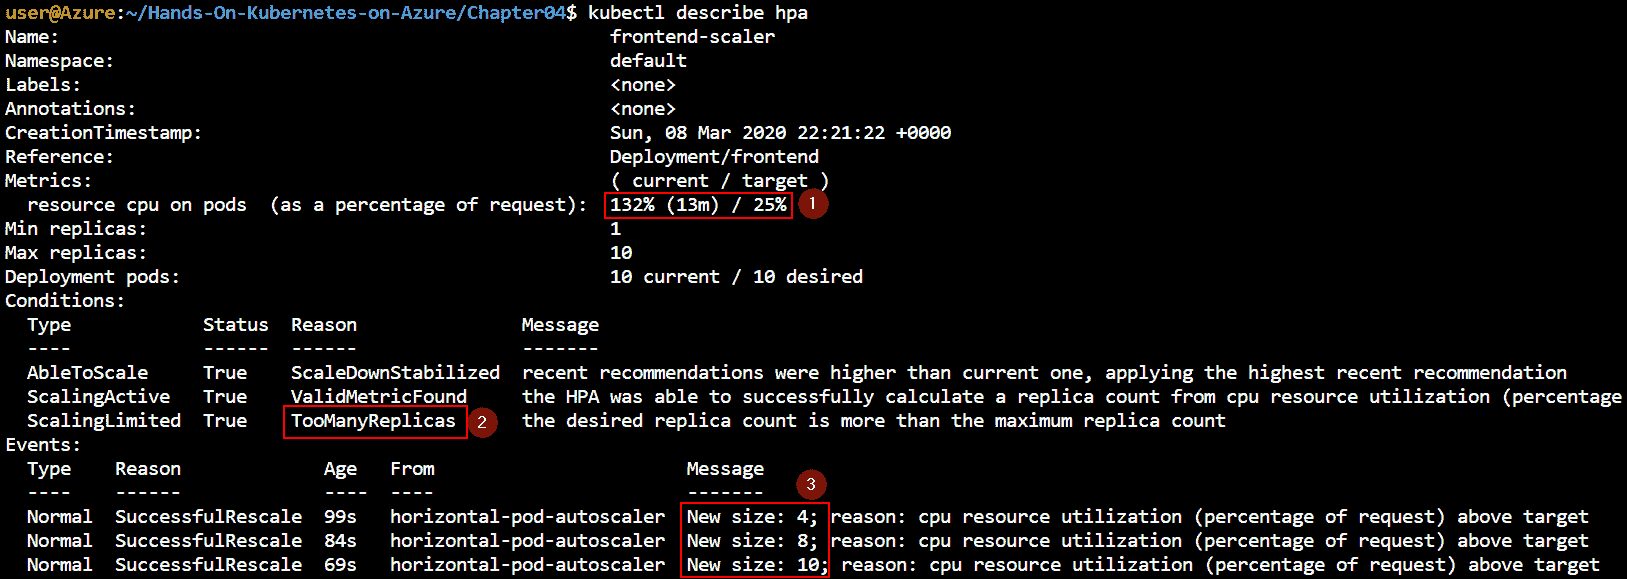 user@Azure:~/Hands-On-Kubernetes-on-Azure/Chapter04$ kubectl describe hpa
Name: frontend-scaler
Namespace: default
Labels: <none>
Annotations: <none>
CreationTimestamp: Sun, 08 Mar 2020 22:21:22 +0000
Reference: Deployment/frontend
Metrics: ( current / target )
resource cpu on pods (as a percentage of request): 132% (13m) / 25% 1
Min replicas: 1
Max replicas: 10
Deployment pods: 10 current / 10 desired
Conditions:
Type Status Reason Message
---- ------ ------ -------
AbleToScale True ScaleDownStabilized recent recommendations were higher than current one, applying the highest recent recommendation
ScalingActive True ValidMetricFound the HPA was able to successfully calculate a replica count from cpu resource utilization (percentage
ScalingLimited True TooManyReplicas 2 the desired replica count is more than the maximum replica count
Events:
Type Reason Age From Message
---- ------ ---- ---- ------- 3
Normal SuccessfulRescale 99s horizontal-pod-autoscaler New size: 4; reason: cpu resource utilization (percentage of request) above target
Normal SuccessfulRescale 84s horizontal-pod-autoscaler New size: 8; reason: cpu resource utilization (percentage of request) above target
Normal SuccessfulRescale 69s horizontal-pod-autoscaler New size: 10; reason: cpu resource utilization (percentage of request) above target